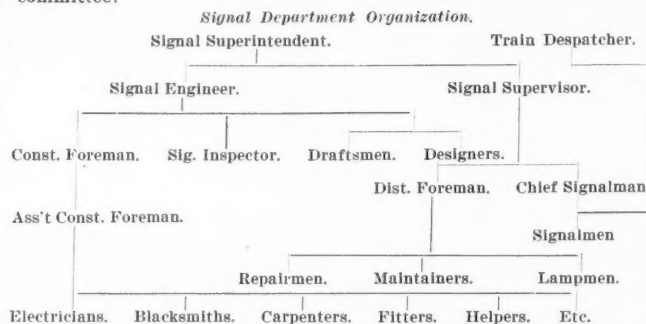 committee.
Signal Department Organization.
Signal Superintendent. Train Despatcher.
Signal Engineer. Signal Supervisor.
Const. Foreman. Sig. Inspector. Draftsmen. Designers.
Dist. Foreman. Chief Signalman
Ass't Const. Foreman.
Signalmen
Repairmen. Maintainers. Lampmen.
Electricians. Blacksmiths. Carpenters. Fitters. Helpers. Etc.